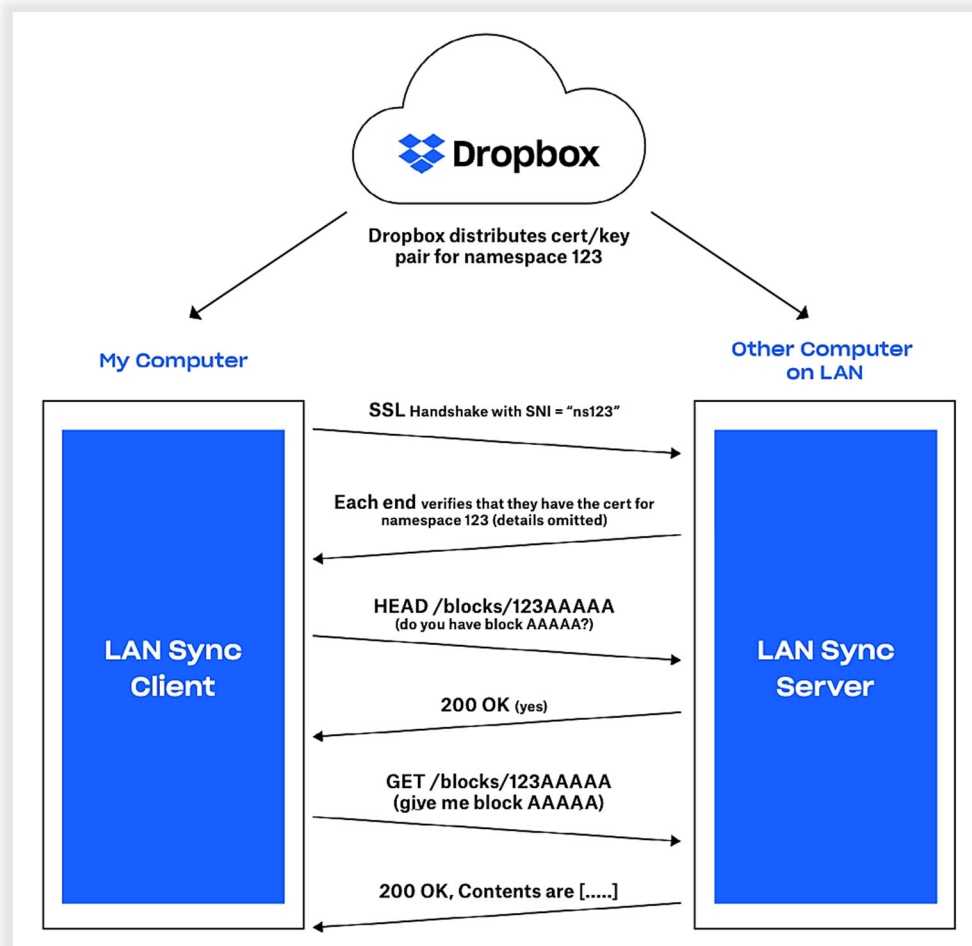 Dropbox
Dropbox distributes cert/key
pair for namespace 123
My Computer
Other Computer
on LAN
SSL Handshake with SNI = “ns123”
Each end verifies that they have the cert for
namespace 123 (details omitted)
HEAD /blocks/123AAAAA
(do you have block AAAAA?)
LAN Sync
Client
LAN Sync
Server
200 OK (yes)
GET /blocks/123AAAAA
(give me block AAAAA)
200 OK, Contents are [.....]